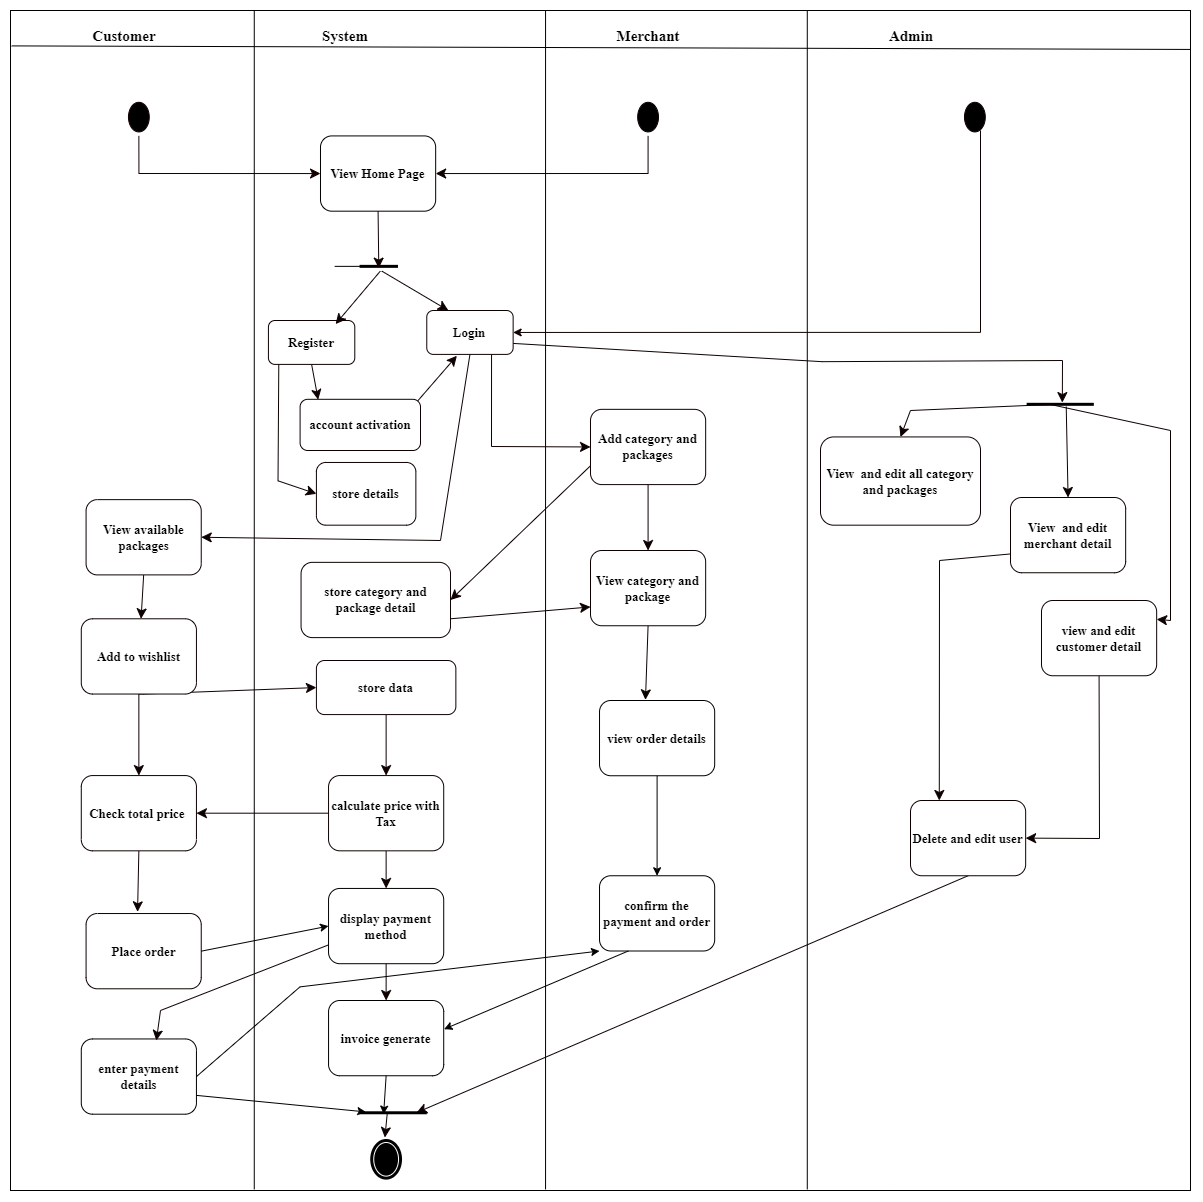 Customer
System
Merchant
Admin
View Home Page
Register
Login
account activation
store details
Add category and
packages
View  and edit all category
and packages
View available
packages
View  and edit
merchant detail
store category and
package detail
View category and
package
view and edit
customer detail
Add to wishlist
store data
view order details
Check total price
calculate price with
Tax
Delete and edit user
display payment
method
confirm the
payment and order
Place order
invoice generate
enter payment
details